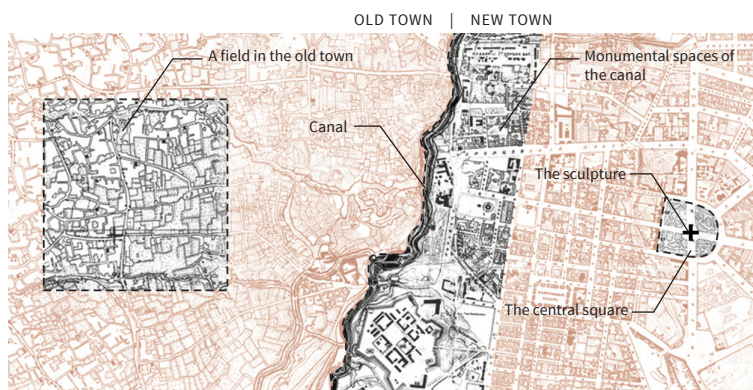 OLD TOWN | NEW TOWN
A field in the old town
Monumental spaces of
the canal
Canal
The sculpture
The central square